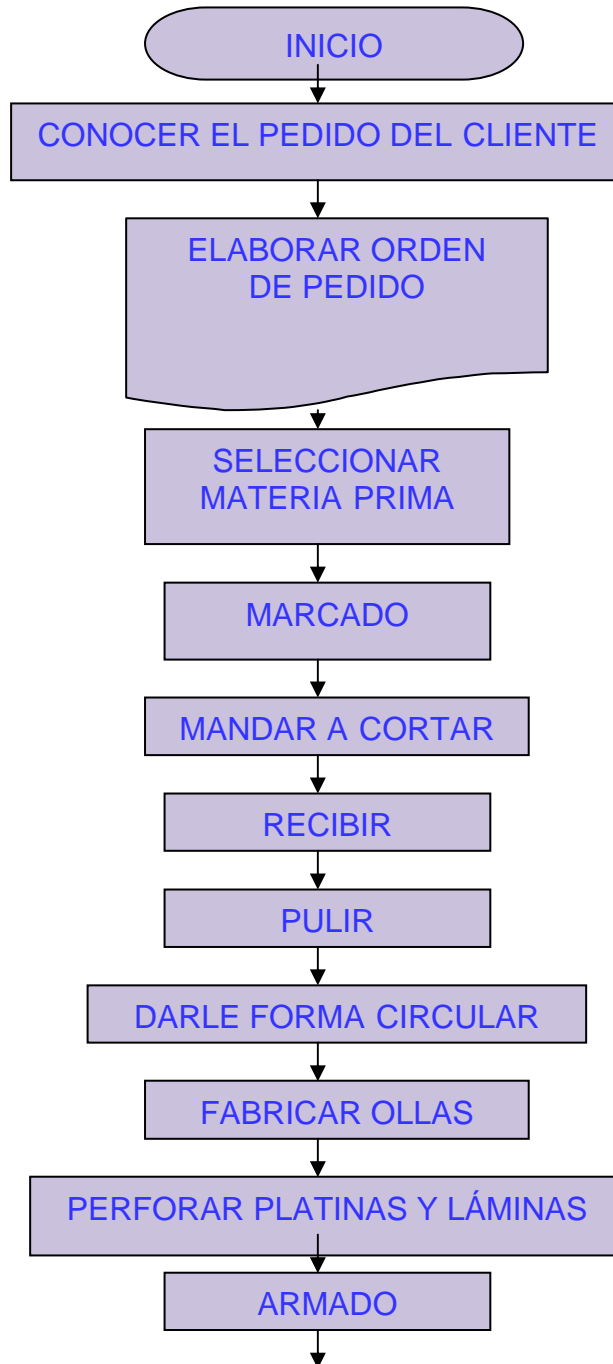 INICIO
CONOCER EL PEDIDO DEL CLIENTE
ELABORAR ORDEN
DE PEDIDO
SELECCIONAR
MATERIA PRIMA
MARCADO
MANDAR A CORTAR
RECIBIR
PULIR
DARLE FORMA CIRCULAR
FABRICAR OLLAS
PERFORAR PLATINAS Y LÁMINAS
ARMADO